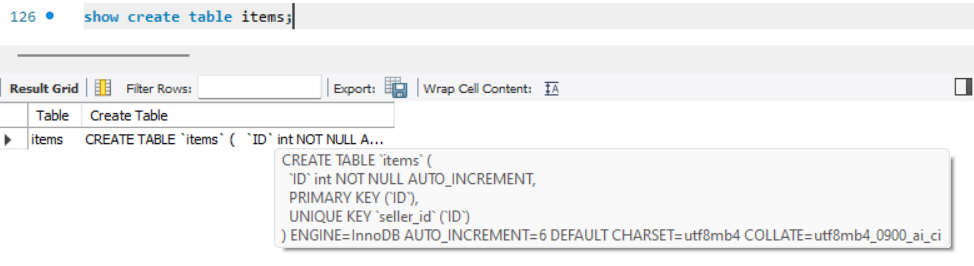 126 show create table items;
Result Grid Filter Rows: Export: Wrap Cell Content: IA
Table Create Table
items CREATE TABLE `items` ( `ID` int NOT NULL A...
CREATE TABLE `items` (
`ID` int NOT NULL AUTO_INCREMENT,
PRIMARY KEY (`ID`),
UNIQUE KEY `seller_id` (`ID`)
) ENGINE=InnoDB AUTO_INCREMENT=6 DEFAULT CHARSET=utf8mb4 COLLATE=utf8mb4_0900_ai_ci